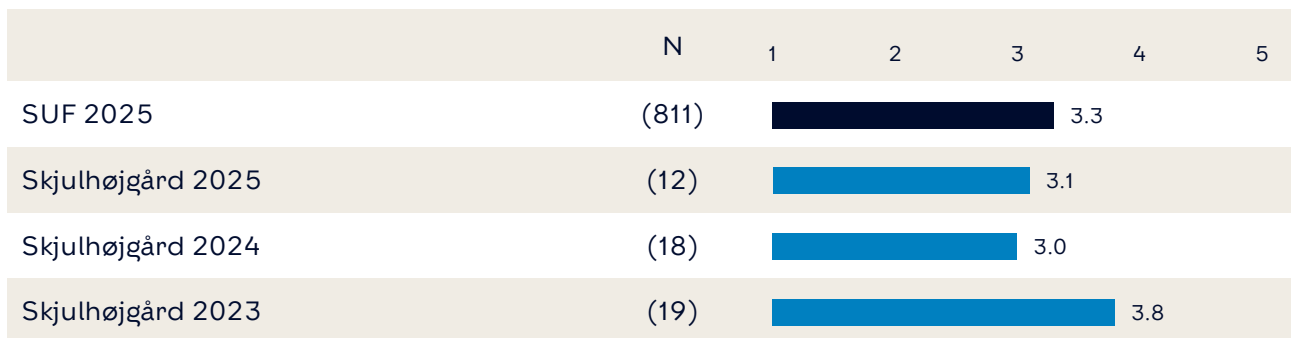 N 1 2 3 4 5
SUF 2025 (811) 3.3
Skjulhøjgård 2025 (12) 3.1
Skjulhøjgård 2024 (18) 3.0
Skjulhøjgård 2023 (19) 3.8